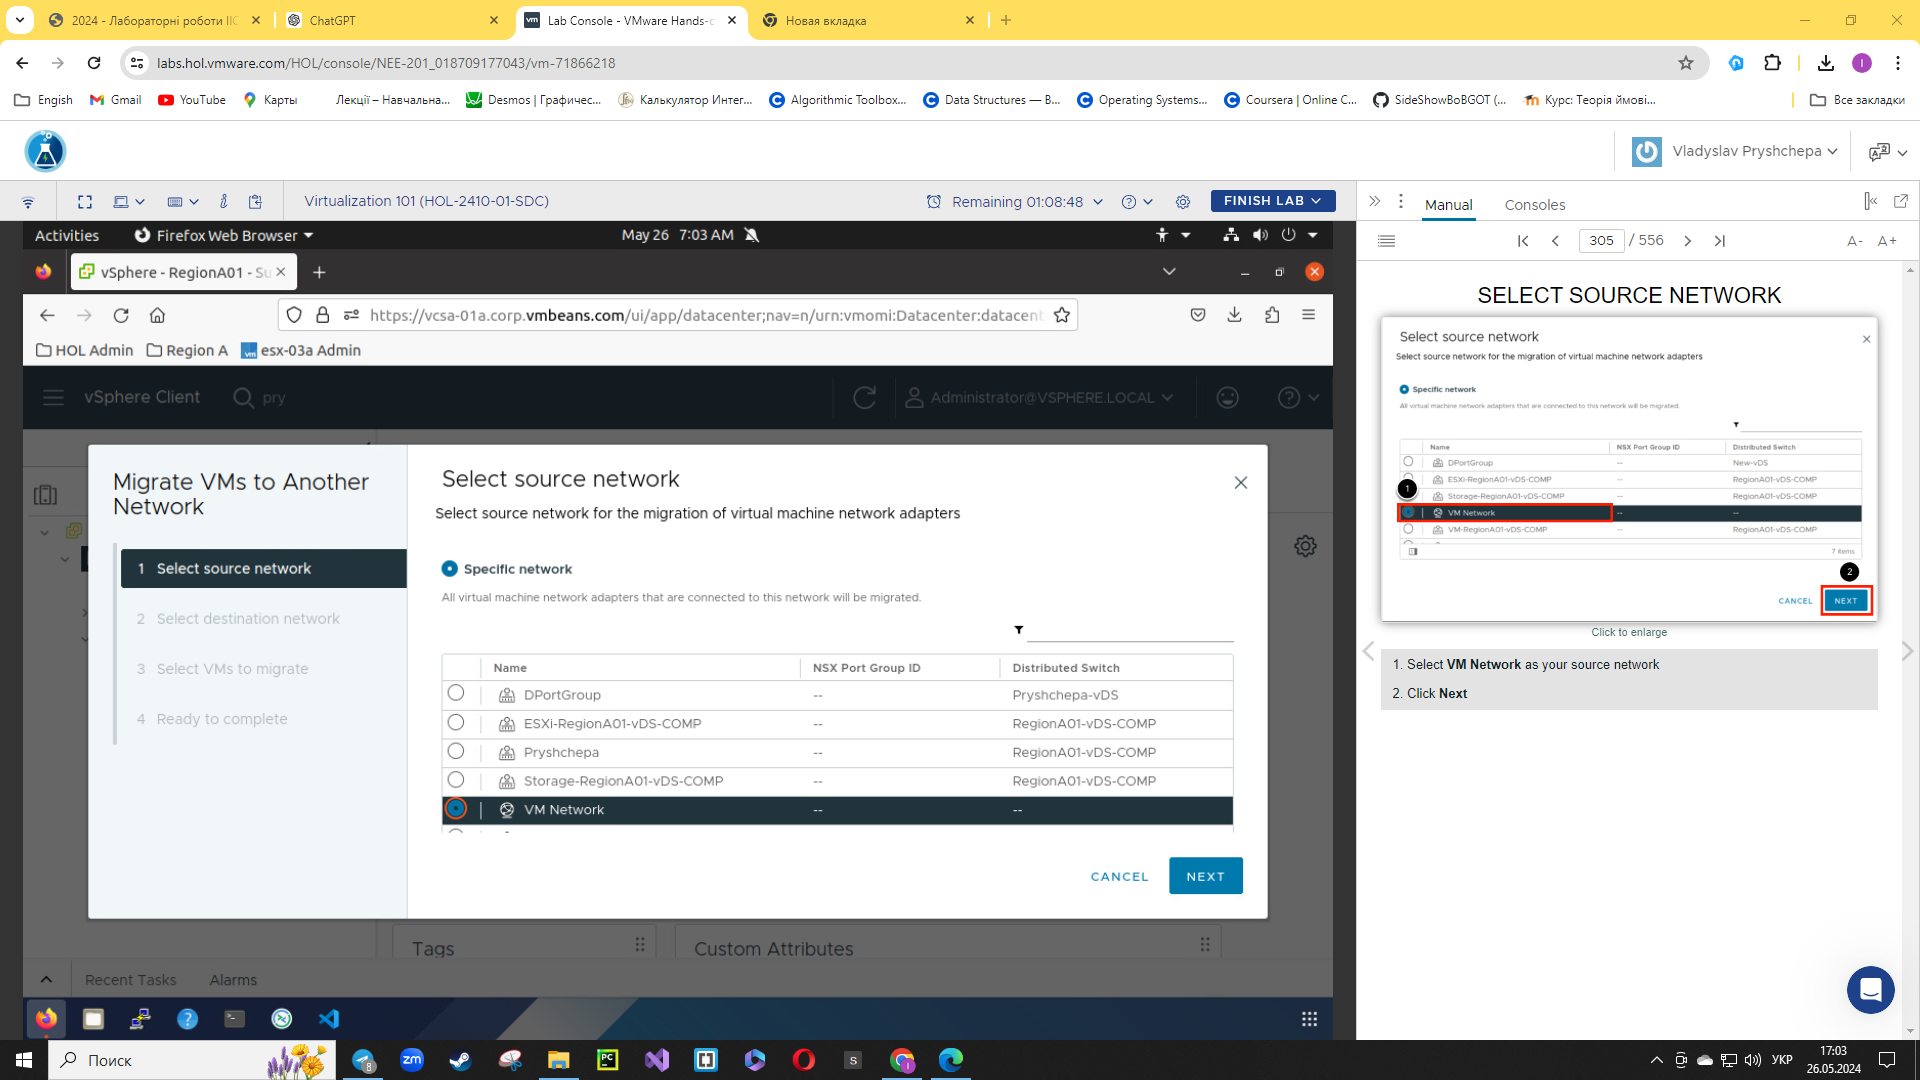 2024 - Лабораторні роботи ІІС
ChatGPT
Lab Console - VMware Hands-o
Новая вкладка
labs.hol.vmware.com/HOL/console/NEE-201_018709177043/vm-71866218
Engish
Gmail
YouTube
Карты
Лекції – Навчальна...
Desmos | Графичес...
Калькулятор Интег...
Algorithmic Toolbox...
Data Structures — B...
Operating Systems...
Coursera | Online C...
SideShowBoBGOT (...
Курс: Теорія ймові...
Все закладки
Vladyslav Pryshchepa
Virtualization 101 (HOL-2410-01-SDC)
Remaining 01:08:48
FINISH LAB
Manual
Consoles
Activities
Firefox Web Browser
May 26 7:03 AM
305 / 556
A-
A+
vSphere - RegionA01 - Su
https://vcsa-01a.corp.vmbeans.com/ui/app/datacenter;nav=n/urn:vmomi:Datacenter:datacent
HOL Admin
Region A
esx-03a Admin
vSphere Client
pry
Administrator@VSPHERE.LOCAL
Migrate VMs to Another
Network
1 Select source network
2 Select destination network
3 Select VMs to migrate
4 Ready to complete
Select source network
Select source network for the migration of virtual machine network adapters
Specific network
All virtual machine network adapters that are connected to this network will be migrated.
Name NSX Port Group ID Distributed Switch
DPortGroup -- Pryshchepa-vDS
ESXi-RegionA01-vDS-COMP -- RegionA01-vDS-COMP
Pryshchepa -- RegionA01-vDS-COMP
Storage-RegionA01-vDS-COMP -- RegionA01-vDS-COMP
VM Network -- --
CANCEL
NEXT
Tags
Custom Attributes
Recent Tasks
Alarms
SELECT SOURCE NETWORK
Select source network
Select source network for the migration of virtual machine network adapters
Specific network
All virtual machine network adapters that are connected to this network will be migrated.
Name NSX Port Group ID Distributed Switch
DPortGroup -- New-vDS
ESXi-RegionA01-vDS-COMP -- RegionA01-vDS-COMP
1
Storage-RegionA01-vDS-COMP -- RegionA01-vDS-COMP
VM Network -- --
VM-RegionA01-vDS-COMP -- RegionA01-vDS-COMP
7 items
2
CANCEL
NEXT
Click to enlarge
1. Select VM Network as your source network
2. Click Next
Поиск
8
zm
PC
S
УКР
17:03
26.05.2024